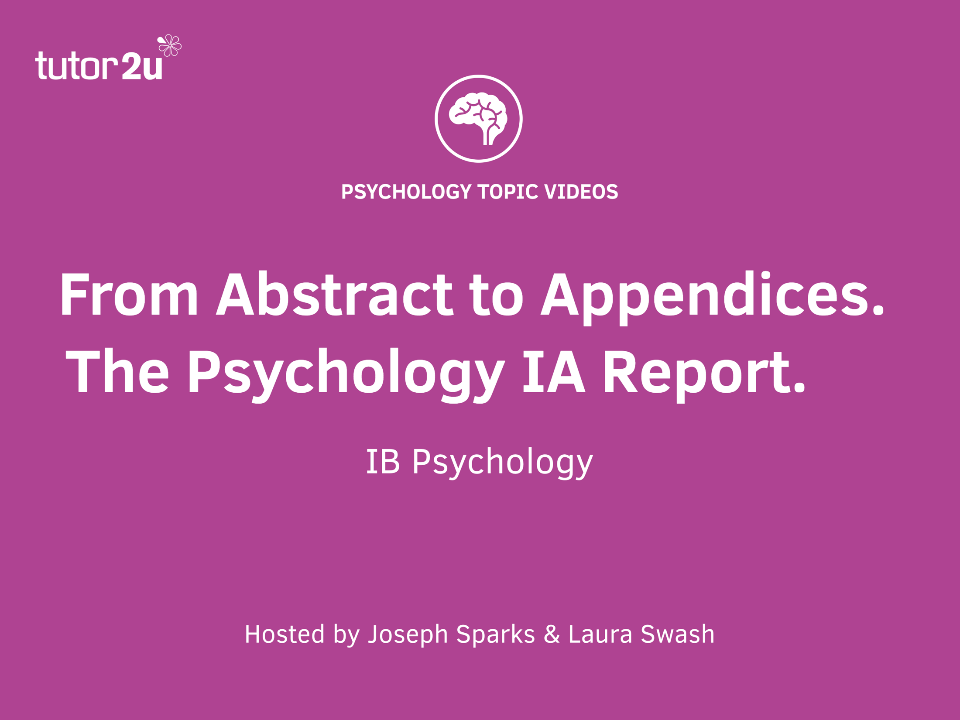 tutor2u
PSYCHOLOGY TOPIC VIDEOS
From Abstract to Appendices.
The Psychology IA Report.
IB Psychology
Hosted by Joseph Sparks & Laura Swash